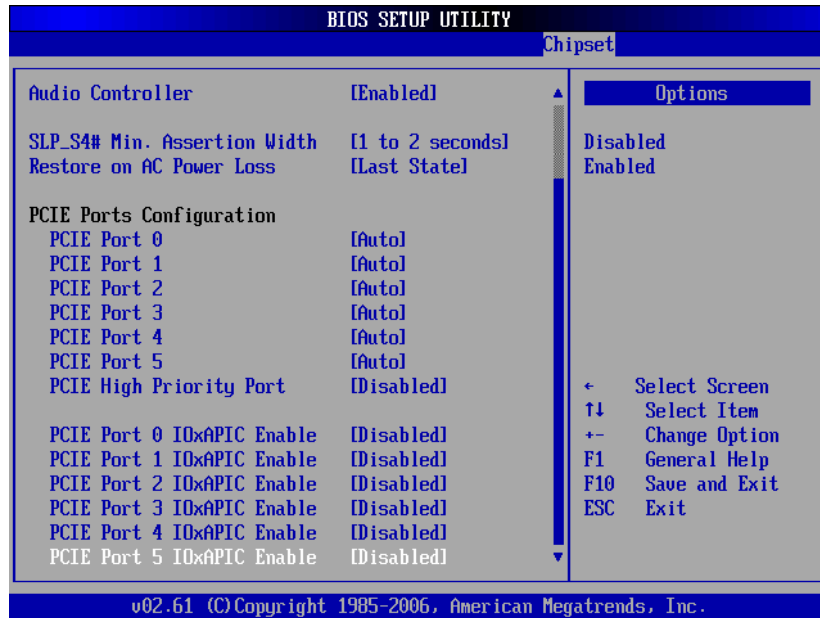 BIOS SETUP UTILITY
Chipset
Audio Controller [Enabled]
SLP_S4# Min. Assertion Width [1 to 2 seconds]
Restore on AC Power Loss [Last State]
PCIE Ports Configuration
PCIE Port 0 [Auto]
PCIE Port 1 [Auto]
PCIE Port 2 [Auto]
PCIE Port 3 [Auto]
PCIE Port 4 [Auto]
PCIE Port 5 [Auto]
PCIE High Priority Port [Disabled]
PCIE Port 0 IOxAPIC Enable [Disabled]
PCIE Port 1 IOxAPIC Enable [Disabled]
PCIE Port 2 IOxAPIC Enable [Disabled]
PCIE Port 3 IOxAPIC Enable [Disabled]
PCIE Port 4 IOxAPIC Enable [Disabled]
PCIE Port 5 IOxAPIC Enable [Disabled]
Options
Disabled
Enabled
← Select Screen
↑↓ Select Item
+- Change Option
F1 General Help
F10 Save and Exit
ESC Exit
v02.61 (C)Copyright 1985-2006, American Megatrends, Inc.